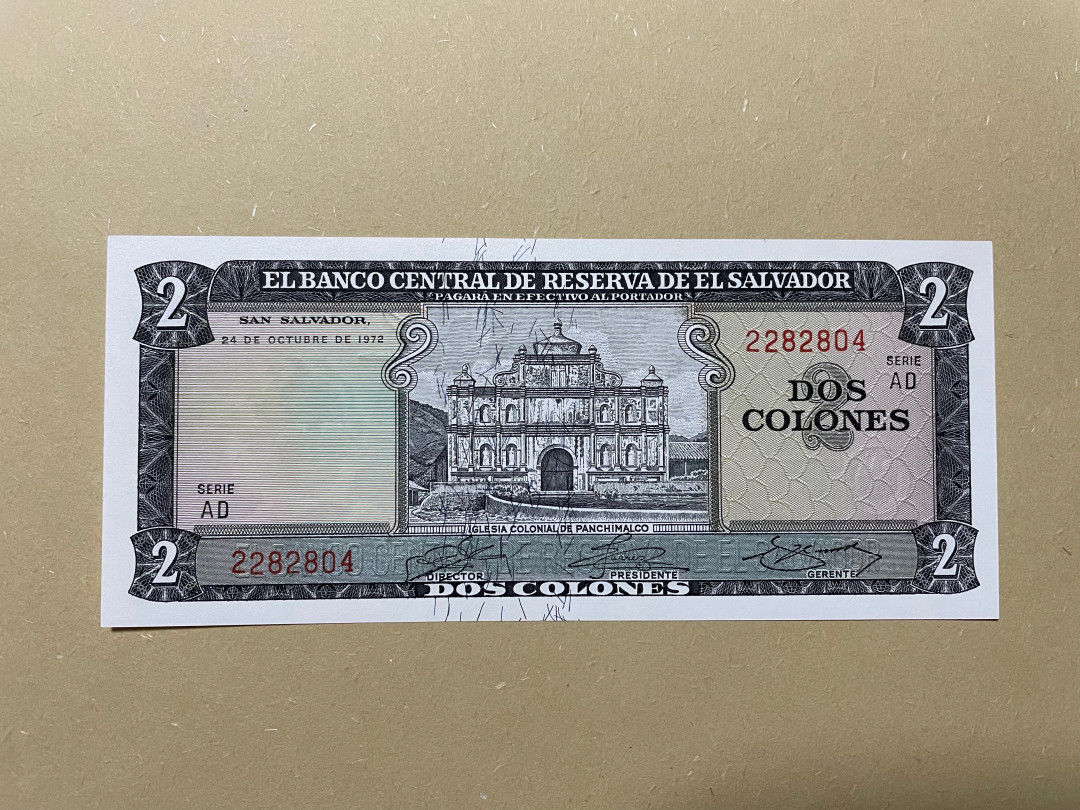 2 EL BANCO CENTRAL DE RESERVA DE EL SALVADOR 2
PAGARÁ EN EFECTIVO AL PORTADOR
SAN SALVADOR,
24 DE OCTUBRE DE 1972
2282804
SERIE
AD
DOS
COLONES
2
SERIE
AD
IGLESIA COLONIAL DE PANCHIMALCO
2 2282804 2
DIRECTOR PRESIDENTE GERENTE
DOS COLONES